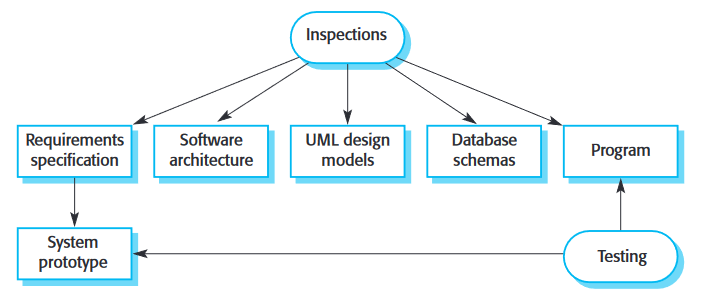 Inspections
Requirements
specification
Software
architecture
UML design
models
Database
schemas
Program
System
prototype
Testing